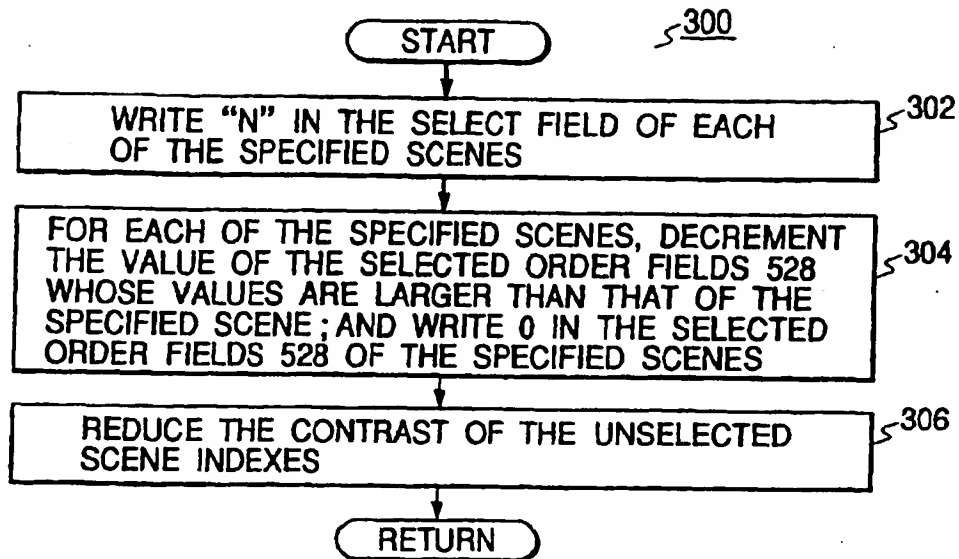 START
300
WRITE "N" IN THE SELECT FIELD OF EACH
OF THE SPECIFIED SCENES
302
FOR EACH OF THE SPECIFIED SCENES, DECREMENT
THE VALUE OF THE SELECTED ORDER FIELDS 528
WHOSE VALUES ARE LARGER THAN THAT OF THE
SPECIFIED SCENE; AND WRITE 0 IN THE SELECTED
ORDER FIELDS 528 OF THE SPECIFIED SCENES
304
REDUCE THE CONTRAST OF THE UNSELECTED
SCENE INDEXES
306
RETURN